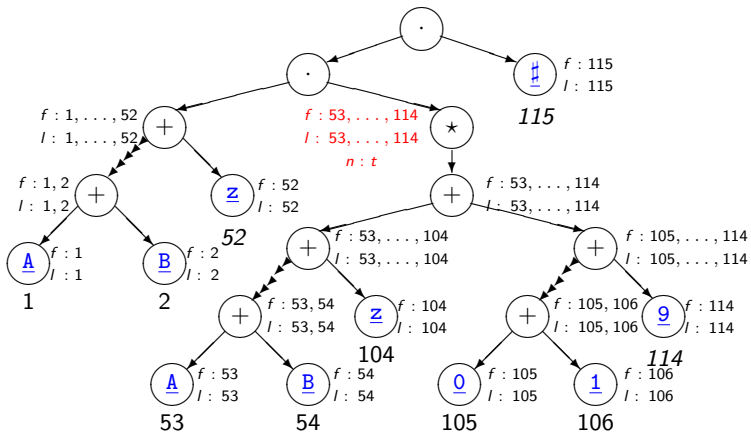 ·
·
♯
f : 115
l : 115
115
f : 1, . . . , 52
l : 1, . . . , 52
+
f : 53, . . . , 114
l : 53, . . . , 114
n : t
⋆
+
f : 1, 2
l : 1, 2
z
f : 52
l : 52
52
+
f : 53, . . . , 114
l : 53, . . . , 114
A
f : 1
l : 1
1
B
f : 2
l : 2
2
+
f : 53, . . . , 104
l : 53, . . . , 104
+
f : 105, . . . , 114
l : 105, . . . , 114
+
f : 53, 54
l : 53, 54
z
f : 104
l : 104
104
+
f : 105, 106
l : 105, 106
9
f : 114
l : 114
114
A
f : 53
l : 53
53
B
f : 54
l : 54
54
0
f : 105
l : 105
105
1
f : 106
l : 106
106